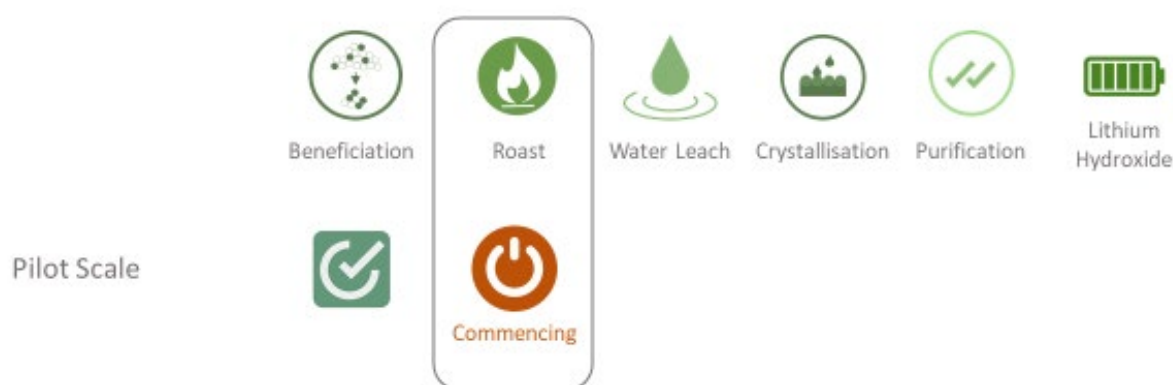 Beneficiation
Roast
Water Leach
Crystallisation
Purification
Lithium
Hydroxide
Pilot Scale
Commencing